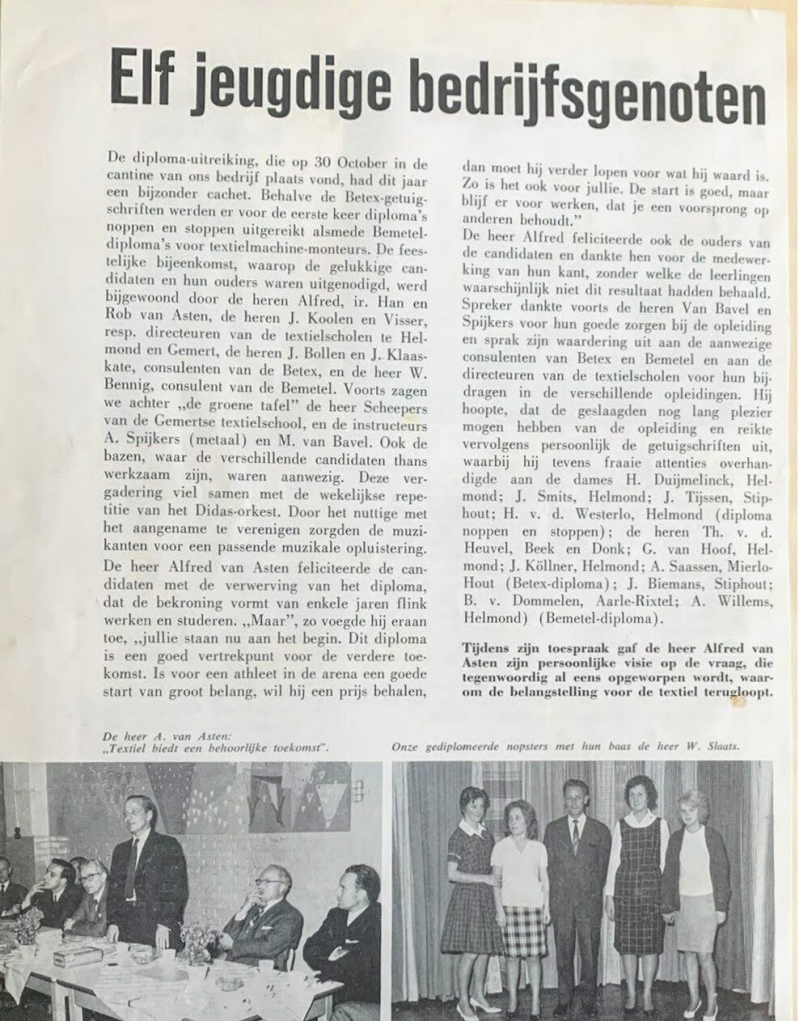 Elf jeugdige bedrijfsgenoten
De diploma-uitreiking, die op 30 October in de
cantine van ons bedrijf plaats vond, had dit jaar
een bijzonder cachet. Behalve de Betex-getuig-
schriften werden er voor de eerste keer diploma's
noppen en stoppen uitgereikt alsmede Bemetel-
diploma's voor textielmachine-monteurs. De fees-
telijke bijeenkomst, waarop de gelukkige can-
didaten en hun ouders waren uitgenodigd, werd
bijgewoond door de heren Alfred, ir. Han en
Rob van Asten, de heren J. Koolen en Visser,
resp. directeuren van de textielscholen te Hel-
mond en Gemert, de heren J. Bollen en J. Klaas-
kate, consulenten van de Betex, en de heer W.
Bennig, consulent van de Bemetel. Voorts zagen
we achter „de groene tafel” de heer Scheepers
van de Gemertse textielschool, en de instructeurs
A. Spijkers (metaal) en M. van Bavel. Ook de
bazen, waar de verschillende candidaten thans
werkzaam zijn, waren aanwezig. Deze ver-
gadering viel samen met de wekelijkse repe-
titie van het Didas-orkest. Door het nuttige met
het aangename te verenigen zorgden de muzi-
kanten voor een passende muzikale opluistering.
De heer Alfred van Asten feliciteerde de can-
didaten met de verwerving van het diploma,
dat de bekroning vormt van enkele jaren flink
werken en studeren. „Maar”, zo voegde hij eraan
toe, „jullie staan nu aan het begin. Dit diploma
is een goed vertrekpunt voor de verdere toe-
komst. Is voor een athleet in de arena een goede
start van groot belang, wil hij een prijs behalen,
dan moet hij verder lopen voor wat hij waard is.
Zo is het ook voor jullie. De start is goed, maar
blijf er voor werken, dat je een voorsprong op
anderen behoudt.”
De heer Alfred feliciteerde ook de ouders van
de candidaten en dankte hen voor de medewer-
king van hun kant, zonder welke de leerlingen
waarschijnlijk niet dit resultaat hadden behaald.
Spreker dankte voorts de heren Van Bavel en
Spijkers voor hun goede zorgen bij de opleiding
en sprak zijn waardering uit aan de aanwezige
consulenten van Betex en Bemetel en aan de
directeuren van de textielscholen voor hun bij-
dragen in de verschillende opleidingen. Hij
hoopte, dat de geslaagden nog lang plezier
mogen hebben van de opleiding en reikte
vervolgens persoonlijk de getuigschriften uit,
waarbij hij tevens fraaie attenties overhan-
digde aan de dames H. Duijmelinck, Hel-
mond; J. Smits, Helmond; J. Tijssen, Stip-
hout; H. v. d. Westerlo, Helmond (diploma
noppen en stoppen); de heren Th. v. d.
Heuvel, Beek en Donk; G. van Hoof, Hel-
mond; J. Köllner, Helmond; A. Saassen, Mierlo-
Hout (Betex-diploma); J. Biemans, Stiphout;
B. v. Dommelen, Aarle-Rixtel; A. Willems,
Helmond) (Bemetel-diploma).
Tijdens zijn toespraak gaf de heer Alfred van
Asten zijn persoonlijke visie op de vraag, die
tegenwoordig al eens opgeworpen wordt, waar-
om de belangstelling voor de textiel terugloopt.
De heer A. van Asten:
„Textiel biedt een behoorlijke toekomst”.
Onze gediplomeerde nopsters met hun baas de heer W. Slaats.